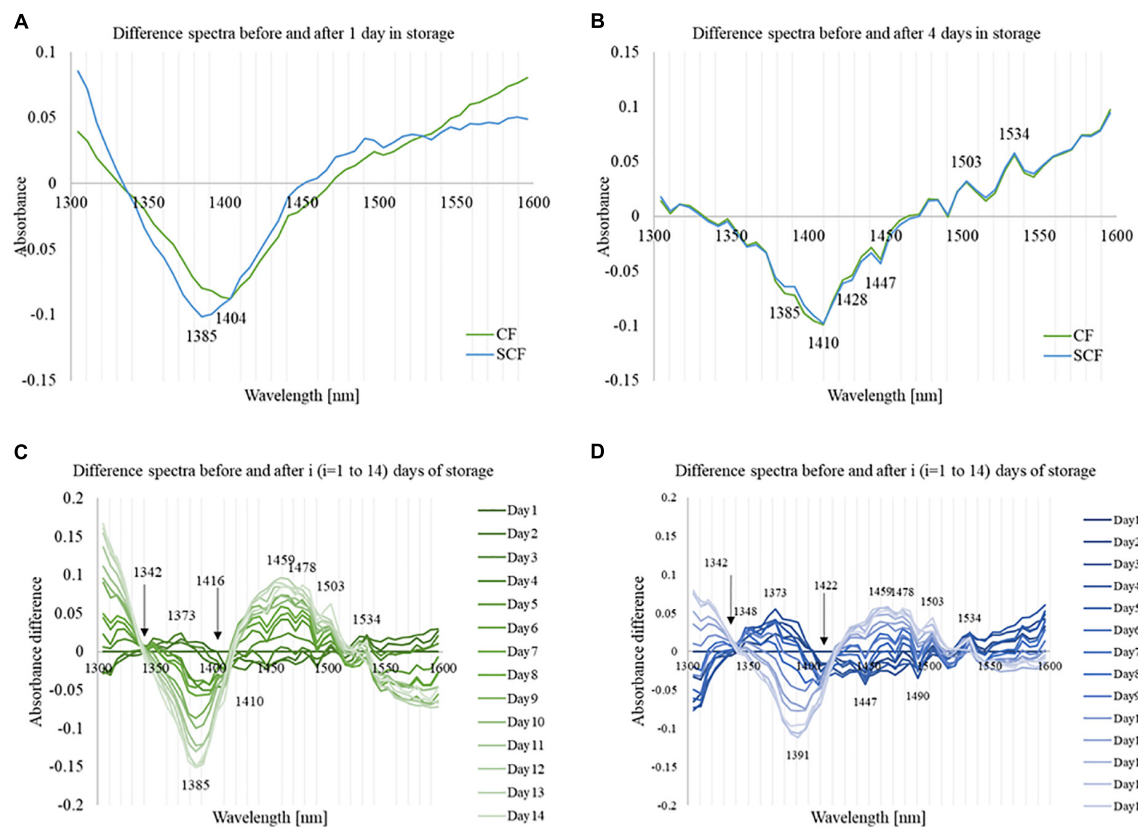 A
Difference spectra before and after 1 day in storage
0.1
0.05
0
-0.05
-0.1
-0.15
1300 1350 1400 1450 1500 1550 1600
1385
1404
CF
SCF
Absorbance
Wavelength [nm]
B
Difference spectra before and after 4 days in storage
0.15
0.1
0.05
0
-0.05
-0.1
-0.15
1300 1350 1400 1450 1500 1550 1600
1385
1410
1428
1447
1503
1534
CF
SCF
Absorbance
Wavelength [nm]
C
Difference spectra before and after i (i=1 to 14) days of storage
0.2
0.15
0.1
0.05
0
-0.05
-0.1
-0.15
-0.2
1300 1350 1400 1450 1500 1550 1600
1342
1373
1416
1459
1478
1503
1534
1410
1385
Day1
Day2
Day3
Day4
Day5
Day6
Day7
Day8
Day9
Day10
Day11
Day12
Day13
Day14
Absorbance difference
Wavelength [nm]
D
Difference spectra before and after i (i=1 to 14) days of storage
0.2
0.15
0.1
0.05
0
-0.05
-0.1
-0.15
-0.2
1300 1350 1400 1450 1500 1550 1600
1342
1348
1373
1422
1459
1478
1503
1534
1447
1490
1391
Day1
Day2
Day3
Day4
Day5
Day6
Day7
Day8
Day9
Day1
Day1
Day1
Day1
Day1
Absorbance difference
Wavelength [nm]